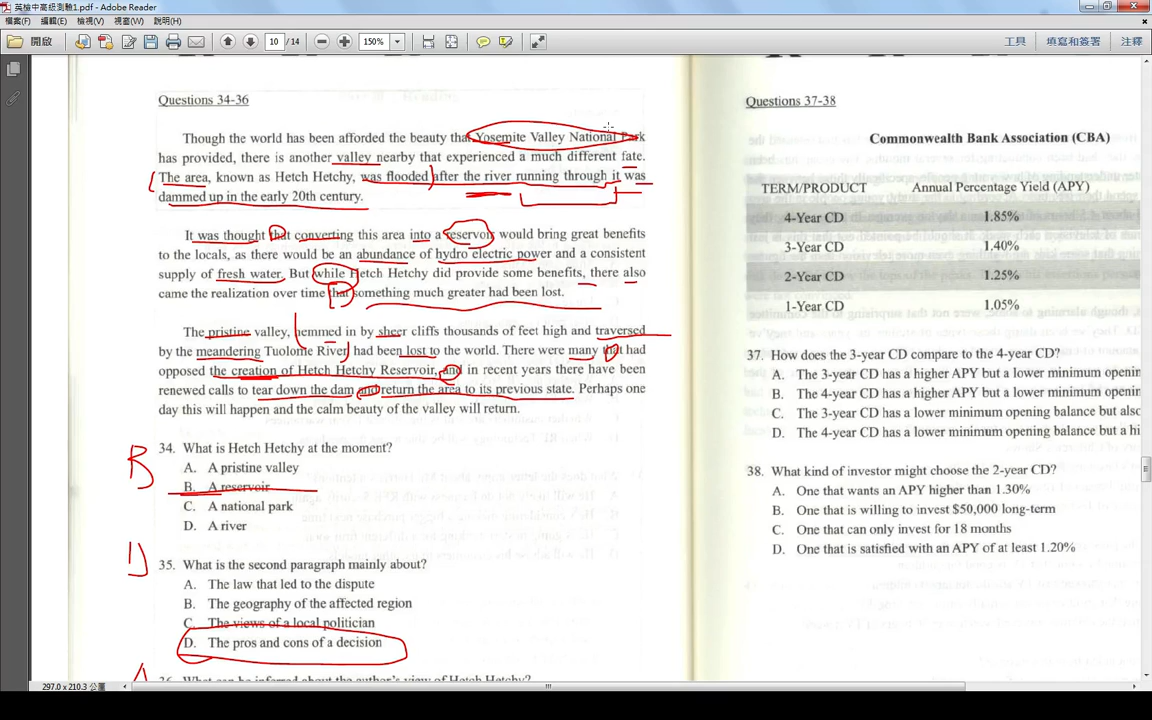 英檢中高級測驗1.pdf - Adobe Reader
檔案(F) 編輯(E) 檢視(V) 視窗(W) 說明(H)
開啟
10 / 14
150%
工具
填寫和簽署
注釋
Questions 34-36
Though the world has been afforded the beauty that Yosemite Valley National Park
has provided, there is another valley nearby that experienced a much different fate.
The area, known as Hetch Hetchy, was flooded after the river running through it was
dammed up in the early 20th century.
It was thought that converting this area into a reservoir would bring great benefits
to the locals, as there would be an abundance of hydro electric power and a consistent
supply of fresh water. But while Hetch Hetchy did provide some benefits, there also
came the realization over time that something much greater had been lost.
The pristine valley, hemmed in by sheer cliffs thousands of feet high and traversed
by the meandering Tuolome River, had been lost to the world. There were many that had
opposed the creation of Hetch Hetchy Reservoir, and in recent years there have been
renewed calls to tear down the dam and return the area to its previous state. Perhaps one
day this will happen and the calm beauty of the valley will return.
B
34. What is Hetch Hetchy at the moment?
A. A pristine valley
B. A reservoir
C. A national park
D. A river
D
35. What is the second paragraph mainly about?
A. The law that led to the dispute
B. The geography of the affected region
C. The views of a local politician
D. The pros and cons of a decision
36. What can be inferred about the author's view of Hetch Hetchy?
Questions 37-38
Commonwealth Bank Association (CBA)
TERM/PRODUCT Annual Percentage Yield (APY)
4-Year CD 1.85%
3-Year CD 1.40%
2-Year CD 1.25%
1-Year CD 1.05%
37. How does the 3-year CD compare to the 4-year CD?
A. The 3-year CD has a higher APY but a lower minimum openin
B. The 4-year CD has a higher APY but a lower minimum openin
C. The 3-year CD has a lower minimum opening balance but also
D. The 4-year CD has a lower minimum opening balance but a hi
38. What kind of investor might choose the 2-year CD?
A. One that wants an APY higher than 1.30%
B. One that is willing to invest $50,000 long-term
C. One that can only invest for 18 months
D. One that is satisfied with an APY of at least 1.20%
297.0 x 210.3 公釐